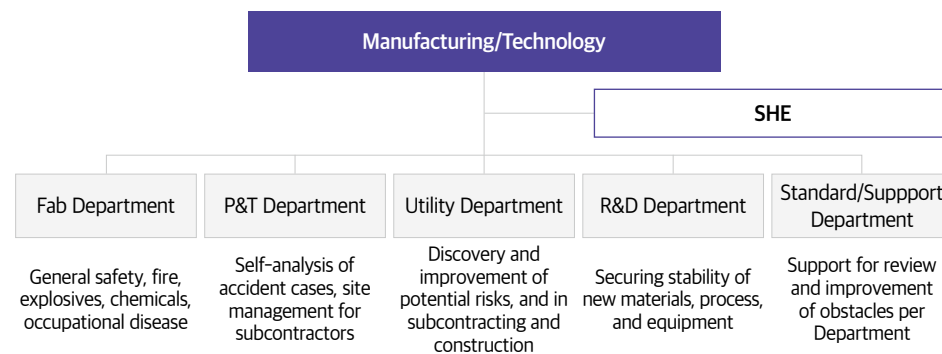 Manufacturing/Technology
SHE
Fab Department
P&T Department
Utility Department
R&D Department
Standard/Suppport
Department
General safety, fire,
explosives, chemicals,
occupational disease
Self-analysis of
accident cases, site
management for
subcontractors
Discovery and
improvement of
potential risks, and in
subcontracting and
construction
Securing stability of
new materials, process,
and equipment
Support for review
and improvement
of obstacles per
Department